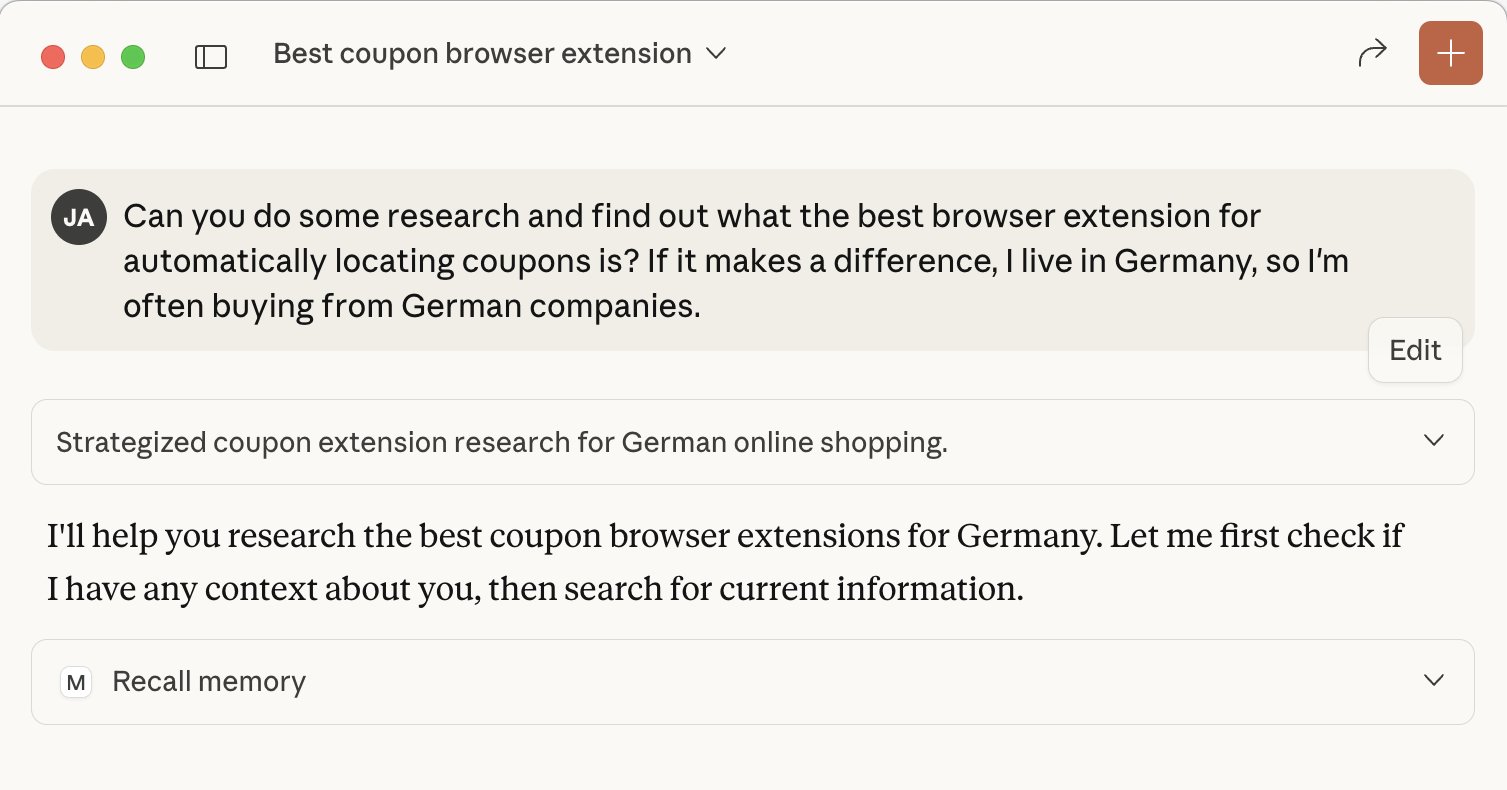 Best coupon browser extension
JA
Can you do some research and find out what the best browser extension for
automatically locating coupons is? If it makes a difference, I live in Germany, so I'm
often buying from German companies.
Edit
Strategized coupon extension research for German online shopping.
I'll help you research the best coupon browser extensions for Germany. Let me first check if
I have any context about you, then search for current information.
M Recall memory